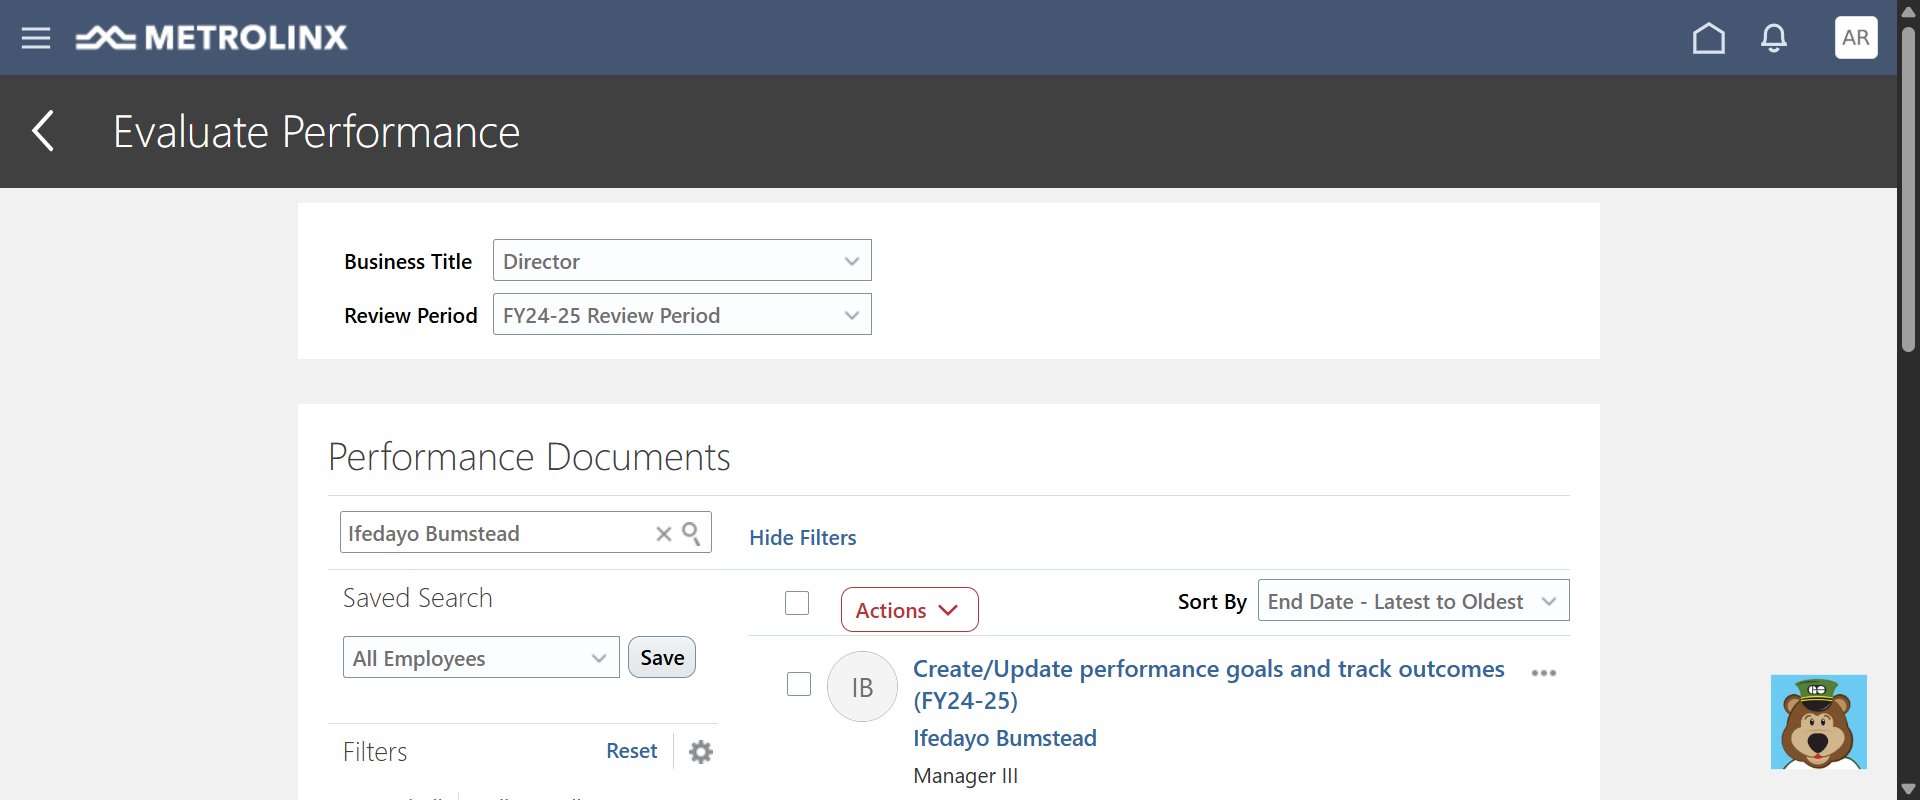 METROLINX
AR
Evaluate Performance
Business Title Director
Review Period FY24-25 Review Period
Performance Documents
Ifedayo Bumstead
Hide Filters
Saved Search
Actions
Sort By End Date - Latest to Oldest
All Employees Save
IB
Create/Update performance goals and track outcomes
(FY24-25)
Ifedayo Bumstead
Manager III
Filters Reset